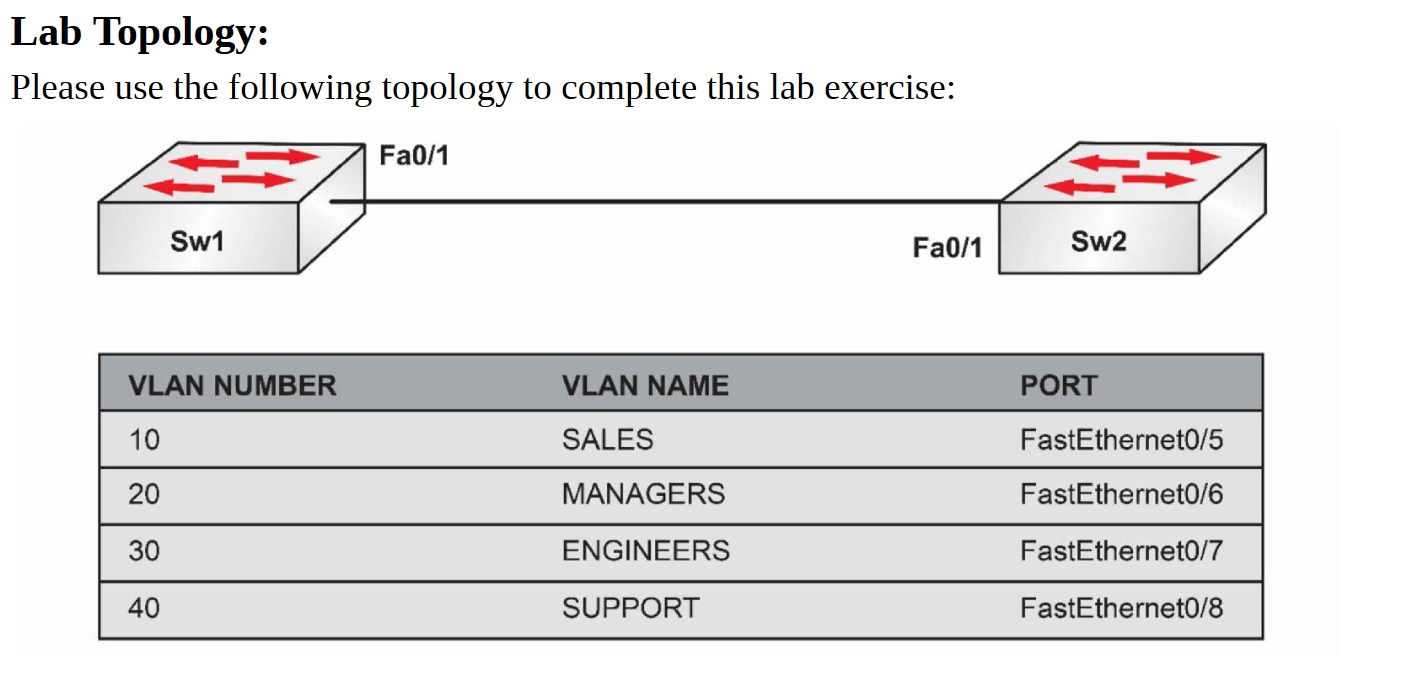 Lab Topology:
Please use the following topology to complete this lab exercise:
Fa0/1
Sw1
Fa0/1
Sw2
VLAN NUMBER VLAN NAME PORT
10 SALES FastEthernet0/5
20 MANAGERS FastEthernet0/6
30 ENGINEERS FastEthernet0/7
40 SUPPORT FastEthernet0/8